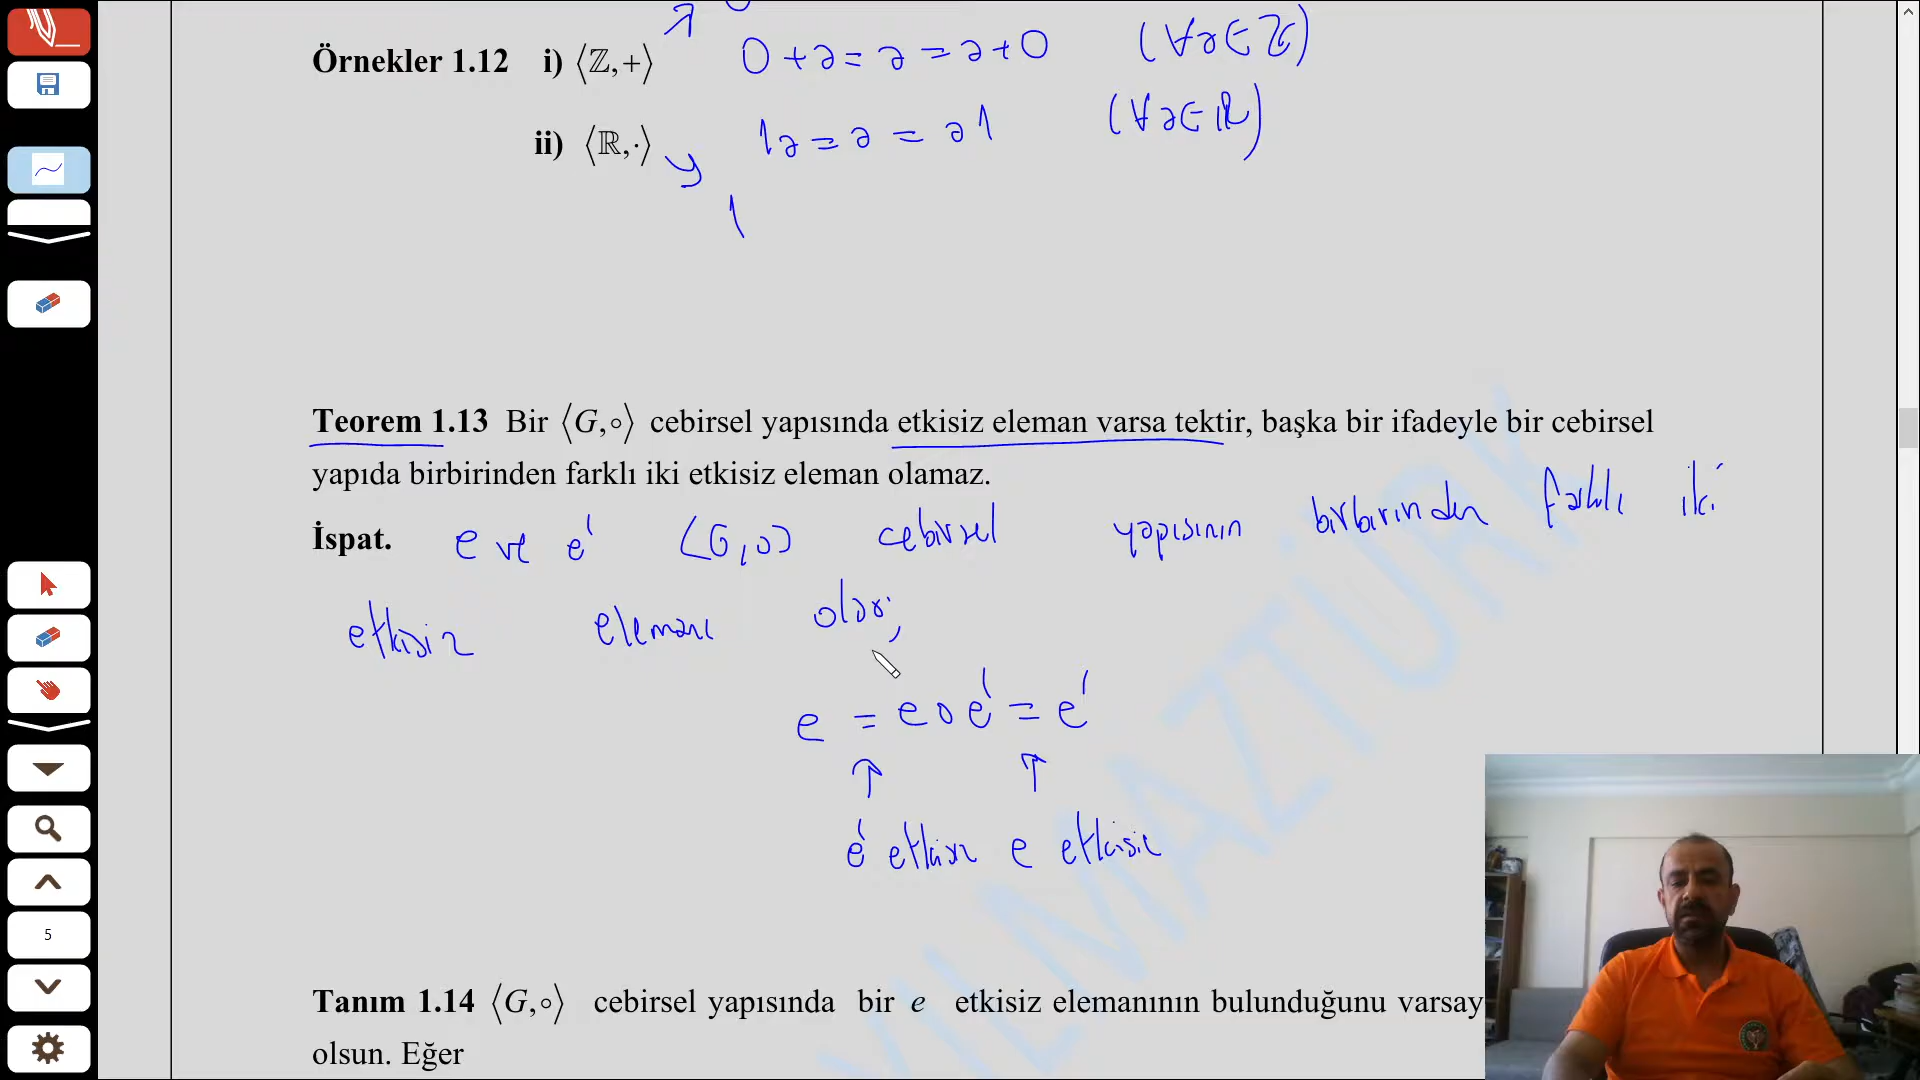 Örnekler 1.12 i) ⟨ℤ,+⟩ 0+a=a=a+0 (∀a∈ℤ)
ii) ⟨ℝ,·⟩ 1a=a=a1 (∀a∈ℝ)
1
Teorem 1.13 Bir ⟨G,∘⟩ cebirsel yapısında etkisiz eleman varsa tektir, başka bir ifadeyle bir cebirsel
yapıda birbirinden farklı iki etkisiz eleman olamaz.
İspat. e ve e' ⟨G,∘⟩ cebirsel yapısının birbirinden farklı iki
etkisiz elemanı olsun;
e = e∘e' = e'
↑ ↑
e' etkisiz e etkisiz
Tanım 1.14 ⟨G,∘⟩ cebirsel yapısında bir e etkisiz elemanının bulunduğunu varsay
olsun. Eğer
5
YILMAZTÜRK